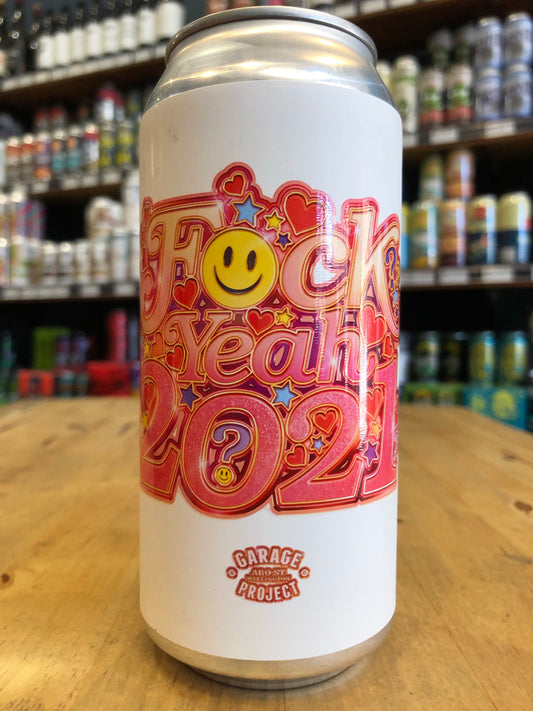 F☺ck
Yeah
2021
?
GARAGE
ARO ST.
WELLINGTON
PROJECT